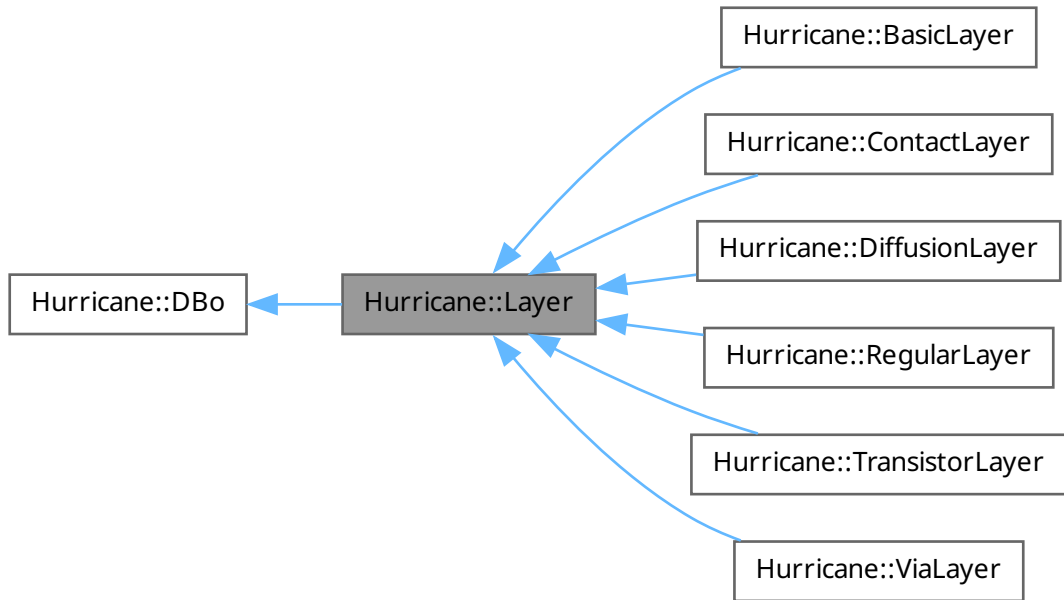 Hurricane::DBo
Hurricane::Layer
Hurricane::BasicLayer
Hurricane::ContactLayer
Hurricane::DiffusionLayer
Hurricane::RegularLayer
Hurricane::TransistorLayer
Hurricane::ViaLayer